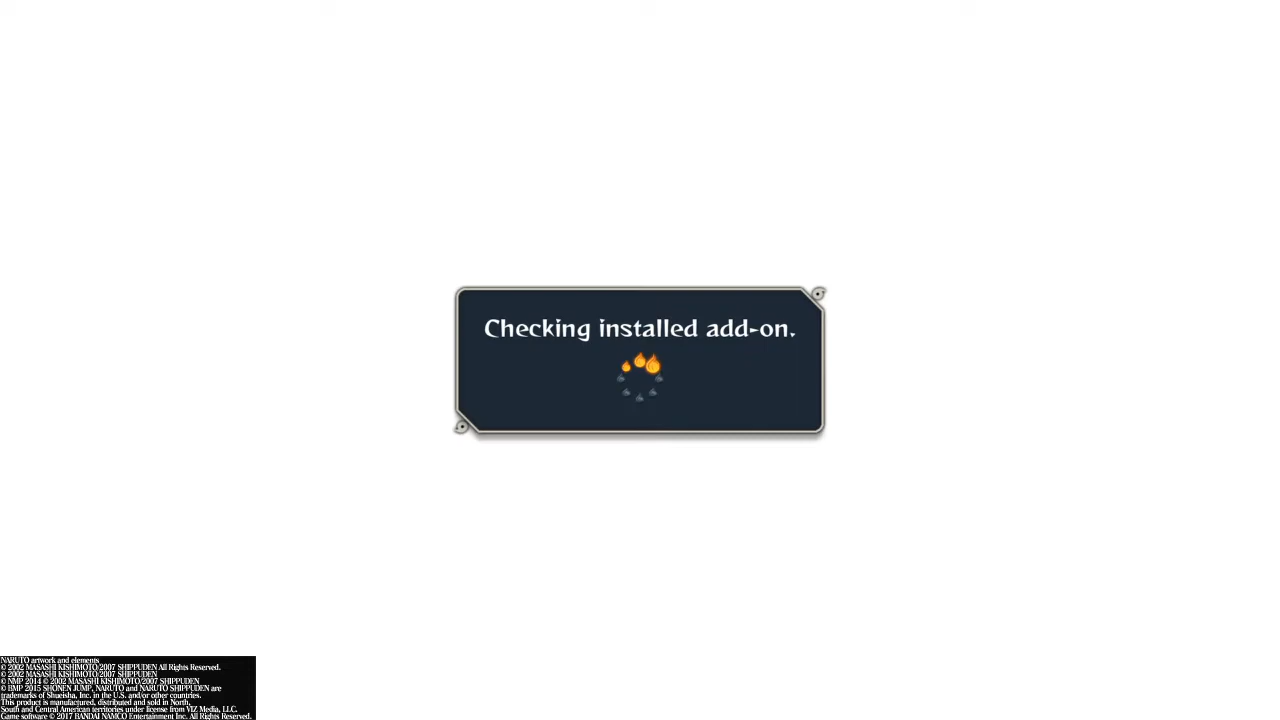 Checking installed add-on.
NARUTO artwork and elements
© 2002 MASASHI KISHIMOTO/2007 SHIPPUDEN All Rights Reserved.
© 2002 MASASHI KISHIMOTO/2007 SHIPPUDEN
© NMP 2014 © 2002 MASASHI KISHIMOTO/2007 SHIPPUDEN
© BMP 2015 SHONEN JUMP, NARUTO and NARUTO SHIPPUDEN are
trademarks of Shueisha, Inc. in the U.S. and/or other countries.
This product is manufactured, distributed and sold in North,
South and Central American territories under license from VIZ Media, LLC.
Game software © 2017 BANDAI NAMCO Entertainment Inc. All Rights Reserved.